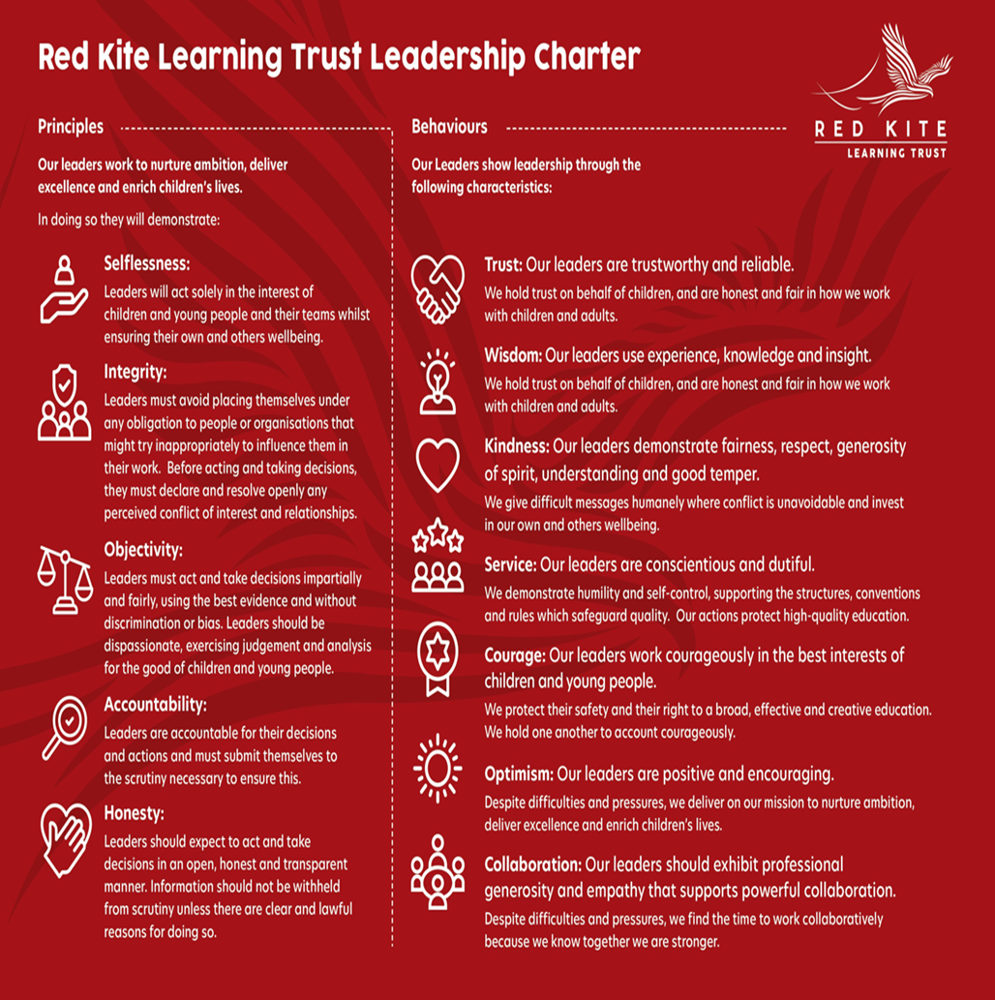 Red Kite Learning Trust Leadership Charter
RED KITE
LEARNING TRUST
Principles
Our leaders work to nurture ambition, deliver
excellence and enrich children's lives.
In doing so they will demonstrate:
Selflessness:
Leaders will act solely in the interest of
children and young people and their teams whilst
ensuring their own and others wellbeing.
Integrity:
Leaders must avoid placing themselves under
any obligation to people or organisations that
might try inappropriately to influence them in
their work. Before acting and taking decisions,
they must declare and resolve openly any
perceived conflict of interest and relationships.
Objectivity:
Leaders must act and take decisions impartially
and fairly, using the best evidence and without
discrimination or bias. Leaders should be
dispassionate, exercising judgement and analysis
for the good of children and young people.
Accountability:
Leaders are accountable for their decisions
and actions and must submit themselves to
the scrutiny necessary to ensure this.
Honesty:
Leaders should expect to act and take
decisions in an open, honest and transparent
manner. Information should not be withheld
from scrutiny unless there are clear and lawful
reasons for doing so.
Behaviours
Our Leaders show leadership through the
following characteristics:
Trust: Our leaders are trustworthy and reliable.
We hold trust on behalf of children, and are honest and fair in how we work
with children and adults.
Wisdom: Our leaders use experience, knowledge and insight.
We hold trust on behalf of children, and are honest and fair in how we work
with children and adults.
Kindness: Our leaders demonstrate fairness, respect, generosity
of spirit, understanding and good temper.
We give difficult messages humanely where conflict is unavoidable and invest
in our own and others wellbeing.
Service: Our leaders are conscientious and dutiful.
We demonstrate humility and self-control, supporting the structures, conventions
and rules which safeguard quality. Our actions protect high-quality education.
Courage: Our leaders work courageously in the best interests of
children and young people.
We protect their safety and their right to a broad, effective and creative education.
We hold one another to account courageously.
Optimism: Our leaders are positive and encouraging.
Despite difficulties and pressures, we deliver on our mission to nurture ambition,
deliver excellence and enrich children's lives.
Collaboration: Our leaders should exhibit professional
generosity and empathy that supports powerful collaboration.
Despite difficulties and pressures, we find the time to work collaboratively
because we know together we are stronger.